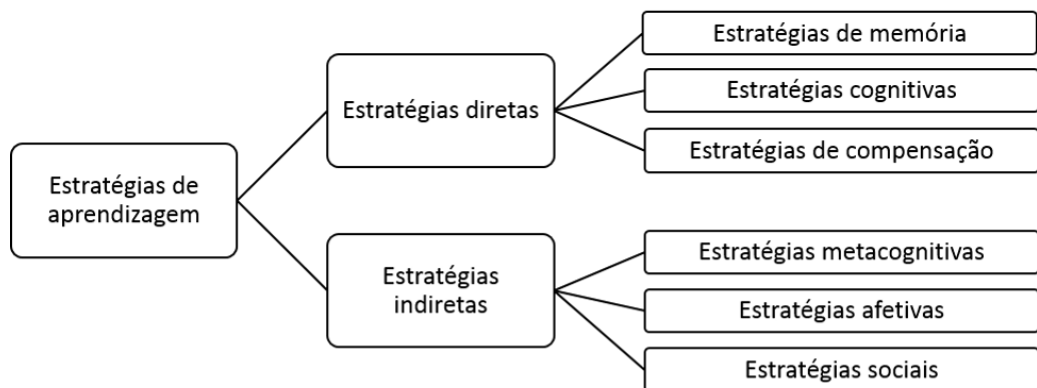 Estratégias de
aprendizagem
Estratégias diretas
Estratégias de memória
Estratégias cognitivas
Estratégias de compensação
Estratégias
indiretas
Estratégias metacognitivas
Estratégias afetivas
Estratégias sociais